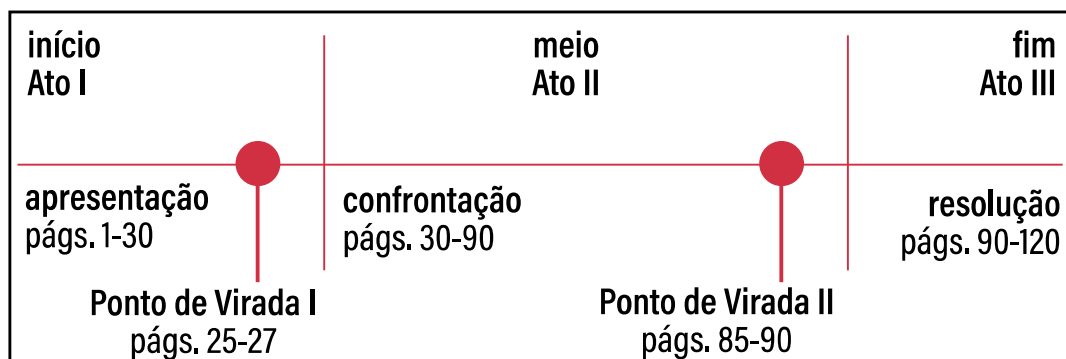 início
Ato I
meio
Ato II
fim
Ato III
apresentação
págs. 1-30
confrontação
págs. 30-90
resolução
págs. 90-120
Ponto de Virada I
págs. 25-27
Ponto de Virada II
págs. 85-90